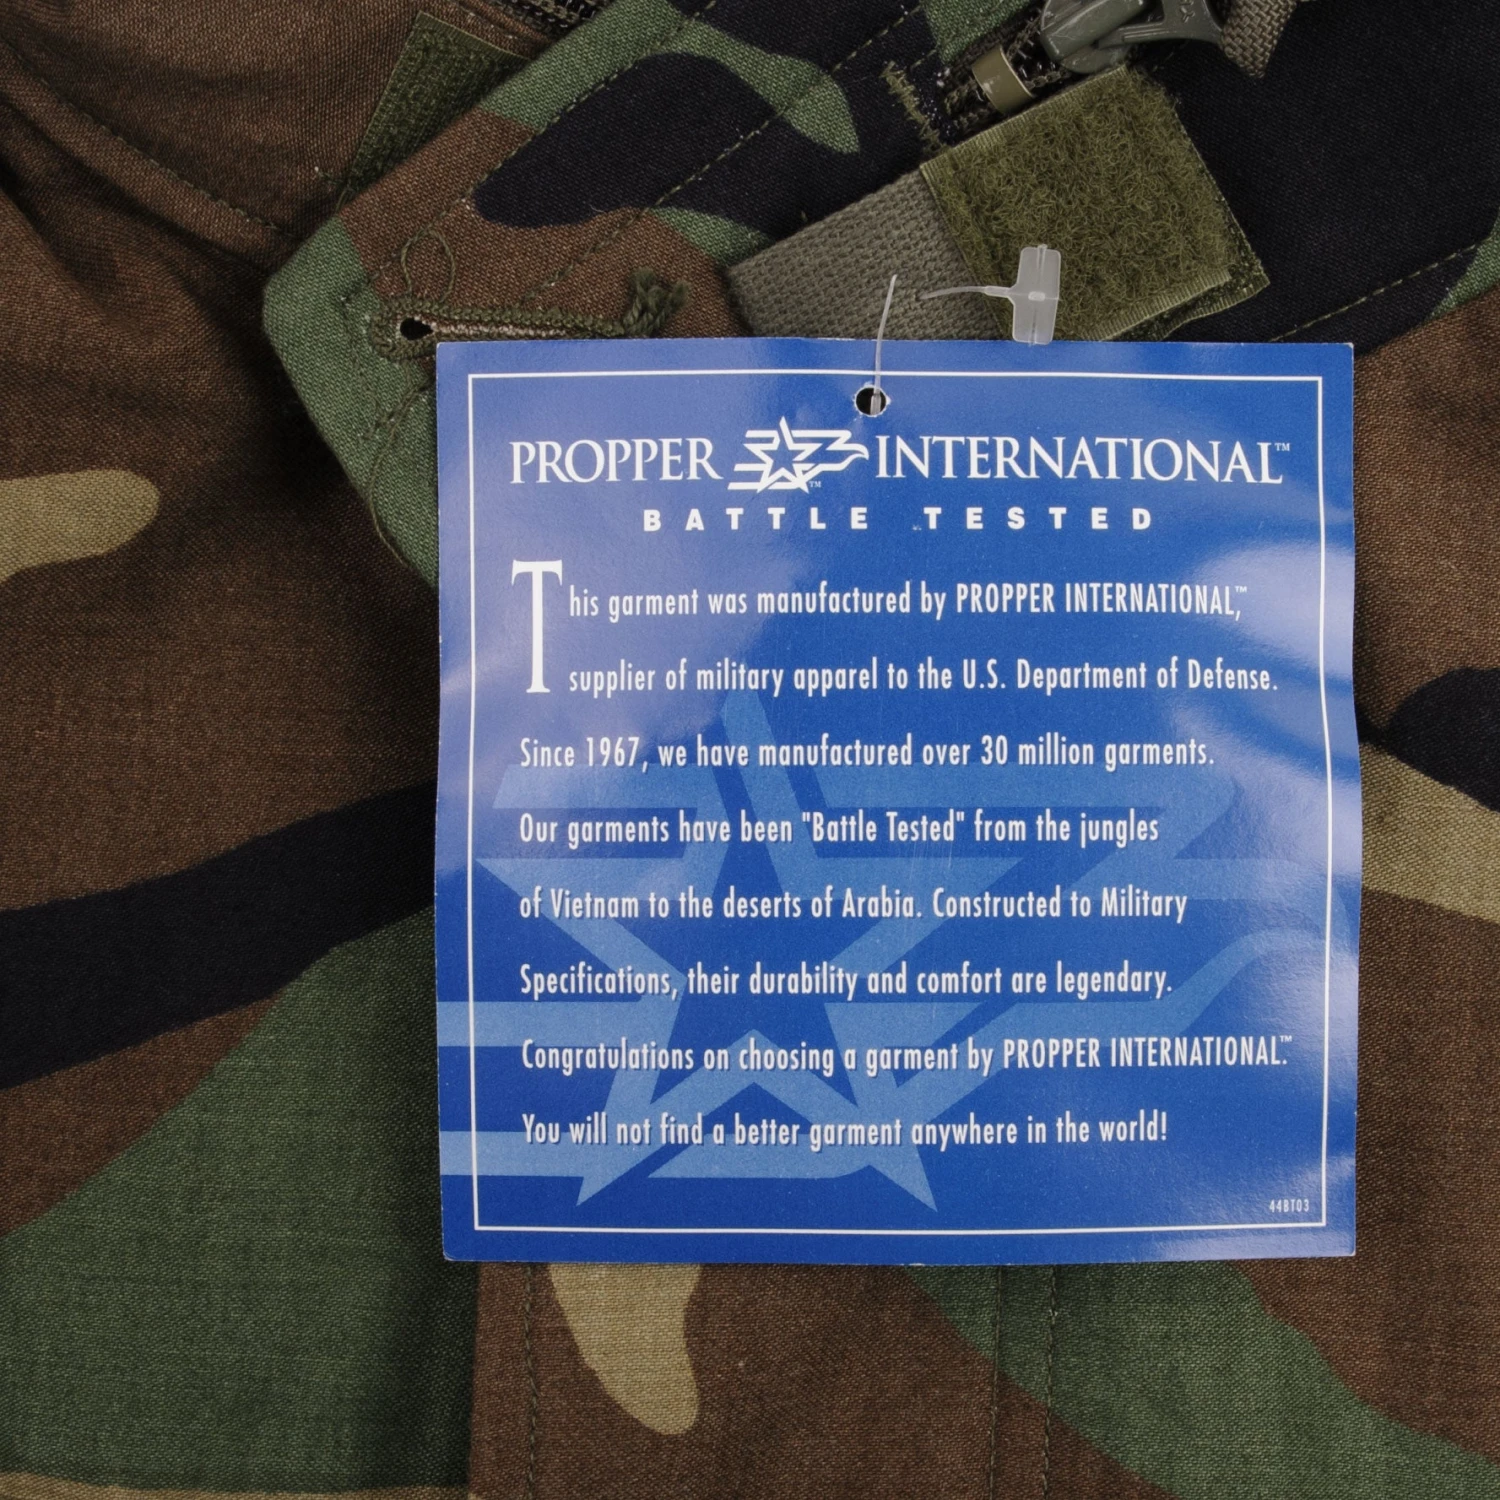 PROPPER INTERNATIONAL™
BATTLE TESTED
This garment was manufactured by PROPPER INTERNATIONAL,™
supplier of military apparel to the U.S. Department of Defense.
Since 1967, we have manufactured over 30 million garments.
Our garments have been "Battle Tested" from the jungles
of Vietnam to the deserts of Arabia. Constructed to Military
Specifications, their durability and comfort are legendary.
Congratulations on choosing a garment by PROPPER INTERNATIONAL.™
You will not find a better garment anywhere in the world!
44BT03